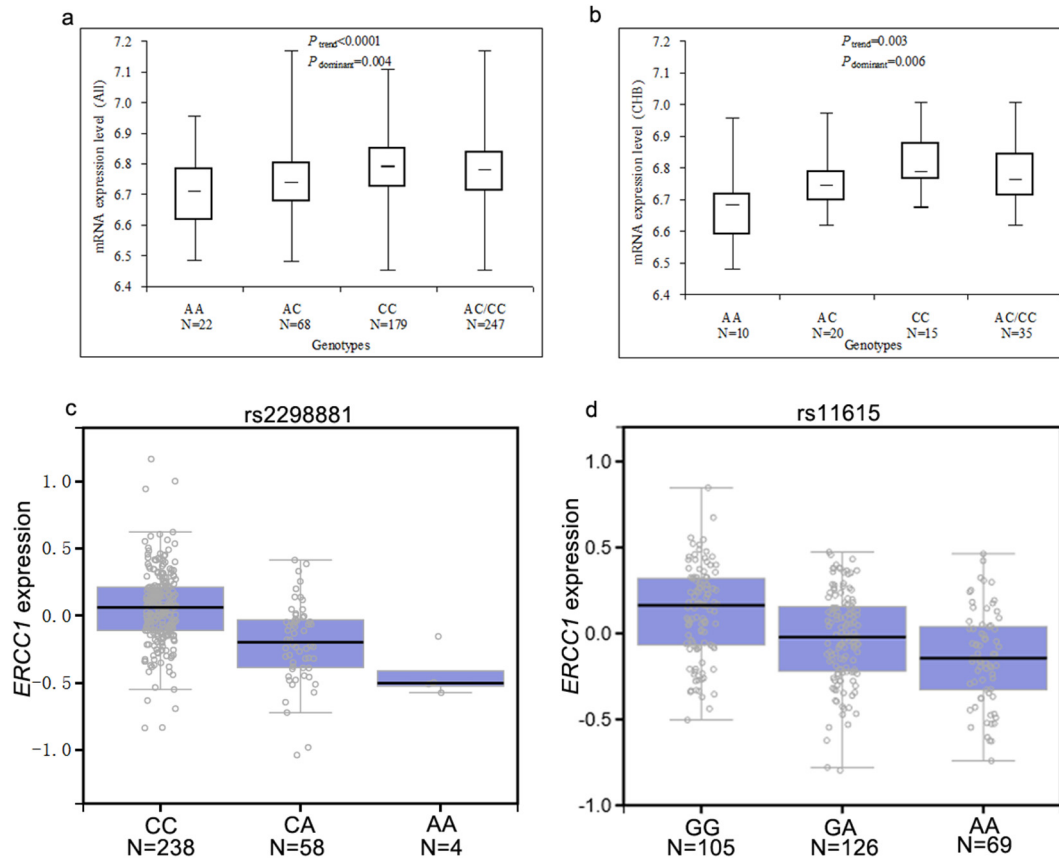 a
P trend<0.0001
P dominant=0.004
mRNA expression level (All)
7.2
7.1
7.0
6.9
6.8
6.7
6.6
6.5
6.4
AA AC CC AC/CC
N=22 N=68 N=179 N=247
Genotypes
b
P trend=0.003
P dominant=0.006
mRNA expression level (CHB)
7.2
7.1
7.0
6.9
6.8
6.7
6.6
6.5
6.4
AA AC CC AC/CC
N=10 N=20 N=15 N=35
Genotypes
c
rs2298881
ERCC1 expression
1.0
0.5
0.0
−0.5
−1.0
CC CA AA
N=238 N=58 N=4
d
rs11615
ERCC1 expression
1.0
0.5
0.0
-0.5
-1.0
GG GA AA
N=105 N=126 N=69